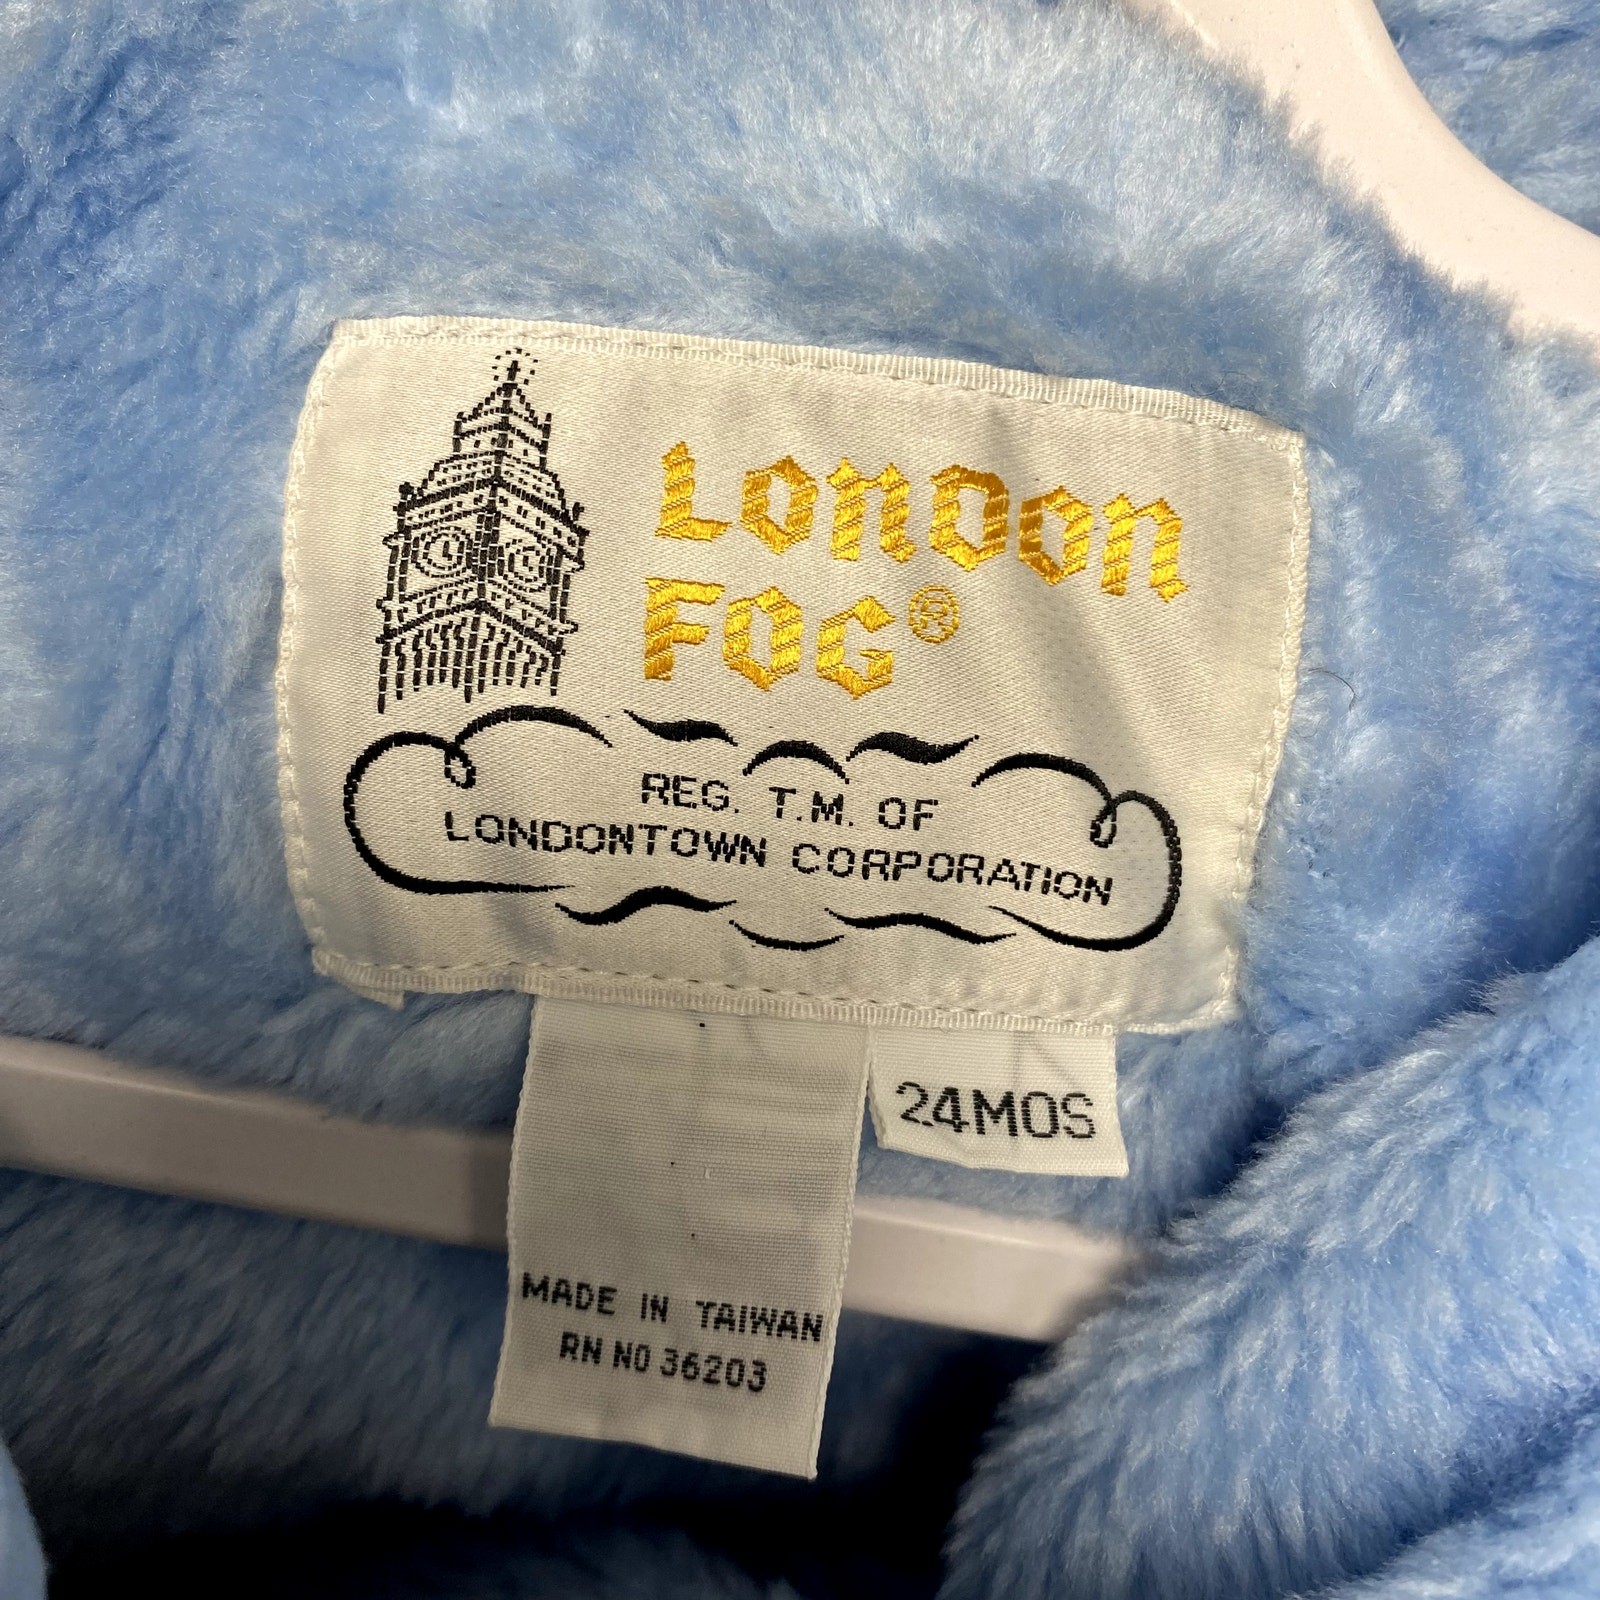 London
Fog®
REG. T.M. OF
LONDONTOWN CORPORATION
24MOS
MADE IN TAIWAN
RN NO 36203